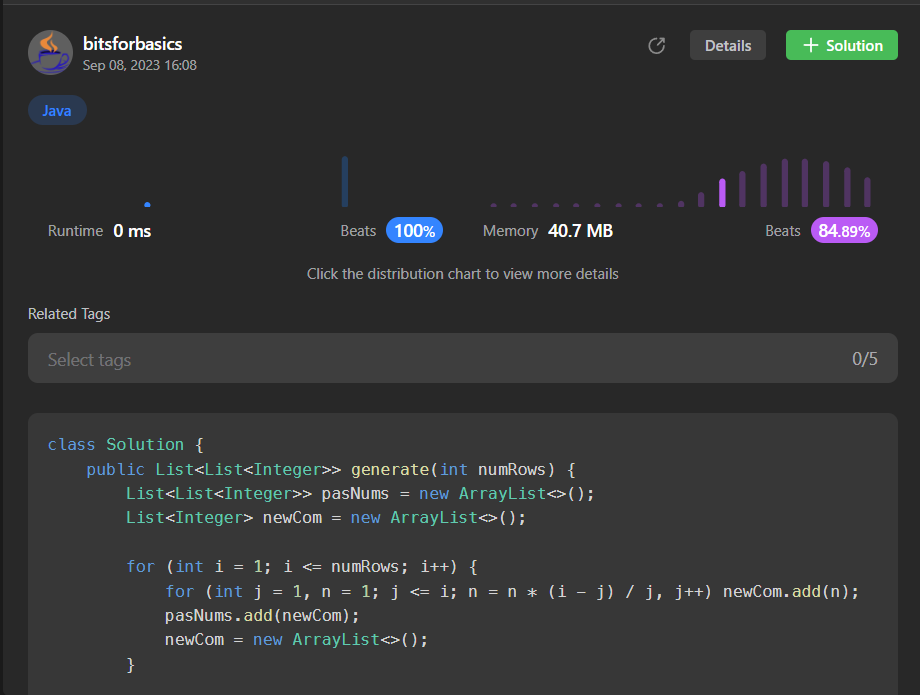 bitsforbasics
Sep 08, 2023 16:08
Details
+ Solution
Java
Runtime 0 ms Beats 100% Memory 40.7 MB Beats 84.89%
Click the distribution chart to view more details
Related Tags
Select tags 0/5
class Solution {
    public List<List<Integer>> generate(int numRows) {
        List<List<Integer>> pasNums = new ArrayList<>();
        List<Integer> newCom = new ArrayList<>();

        for (int i = 1; i <= numRows; i++) {
            for (int j = 1, n = 1; j <= i; n = n * (i - j) / j, j++) newCom.add(n);
            pasNums.add(newCom);
            newCom = new ArrayList<>();
        }